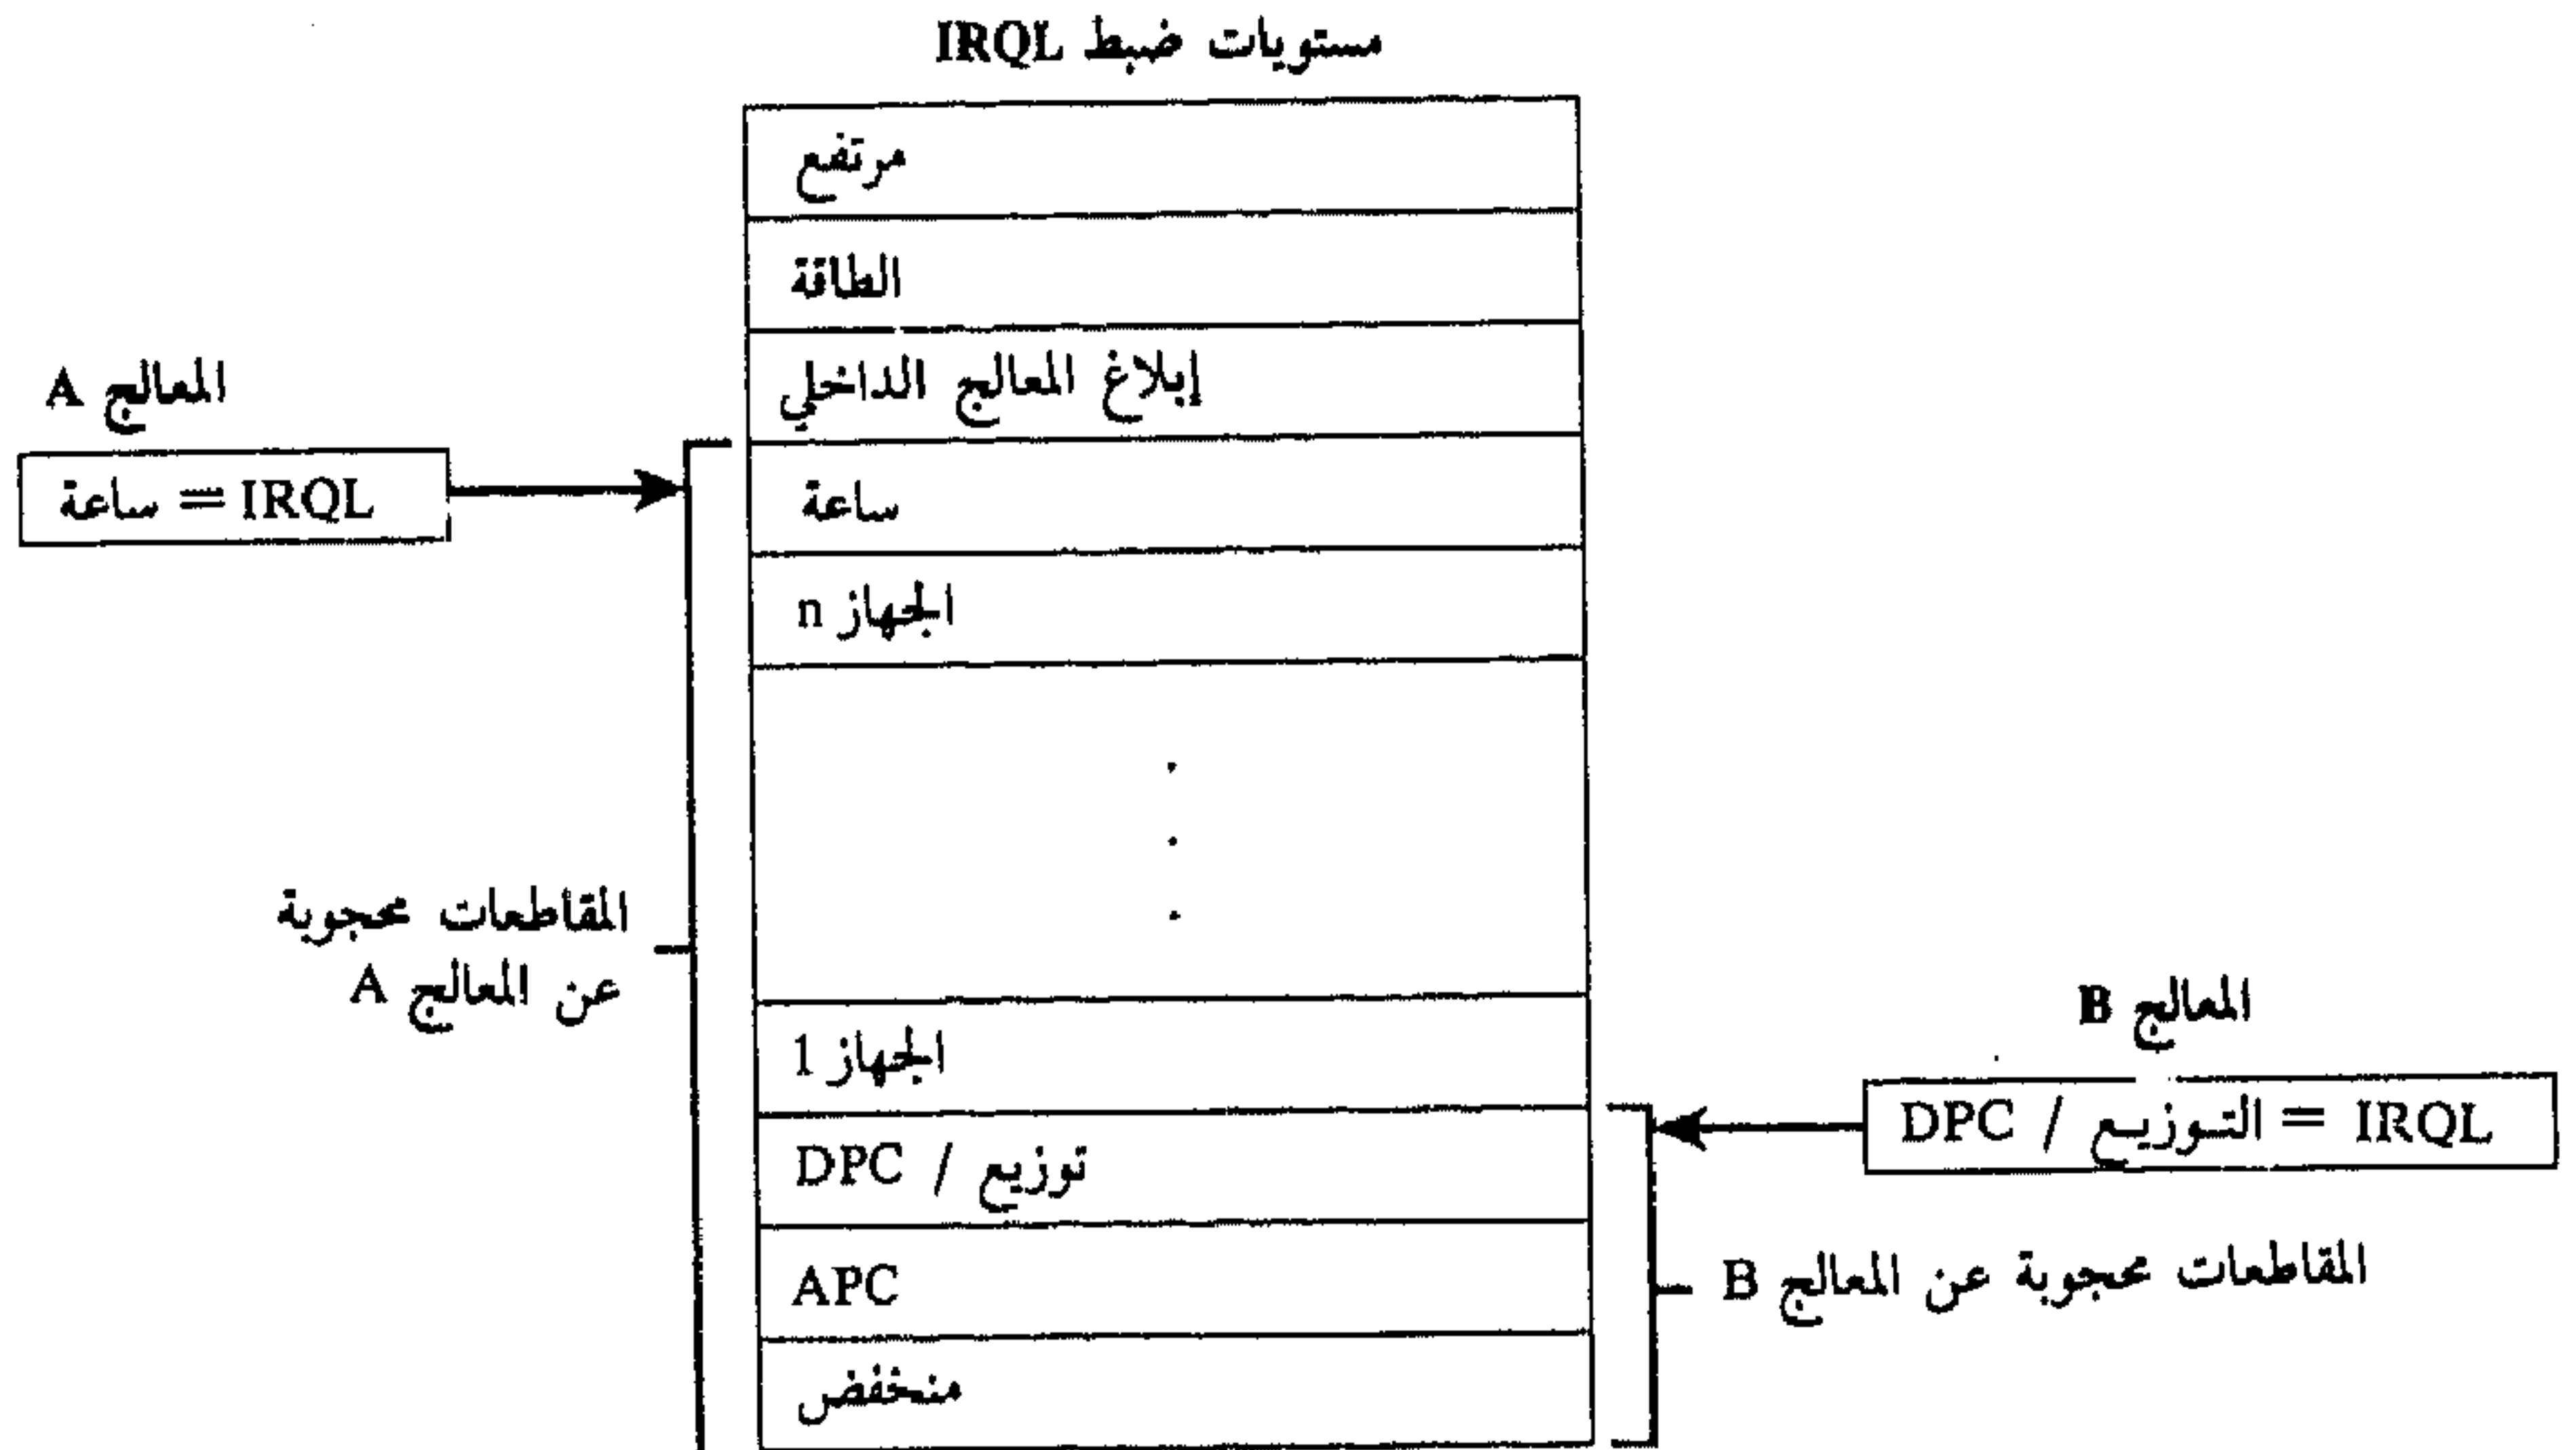 مستويات ضبط IRQL
مرتفع
الطاقة
إبلاغ المعالج الداخلي
ساعة
الجهاز n
.
.
.
الجهاز 1
توزيع / DPC
APC
منخفض
المعالج A
IRQL = ساعة
المقاطعات محجوبة
عن المعالج A
المعالج B
IRQL = التوزيع / DPC
المقاطعات محجوبة عن المعالج B